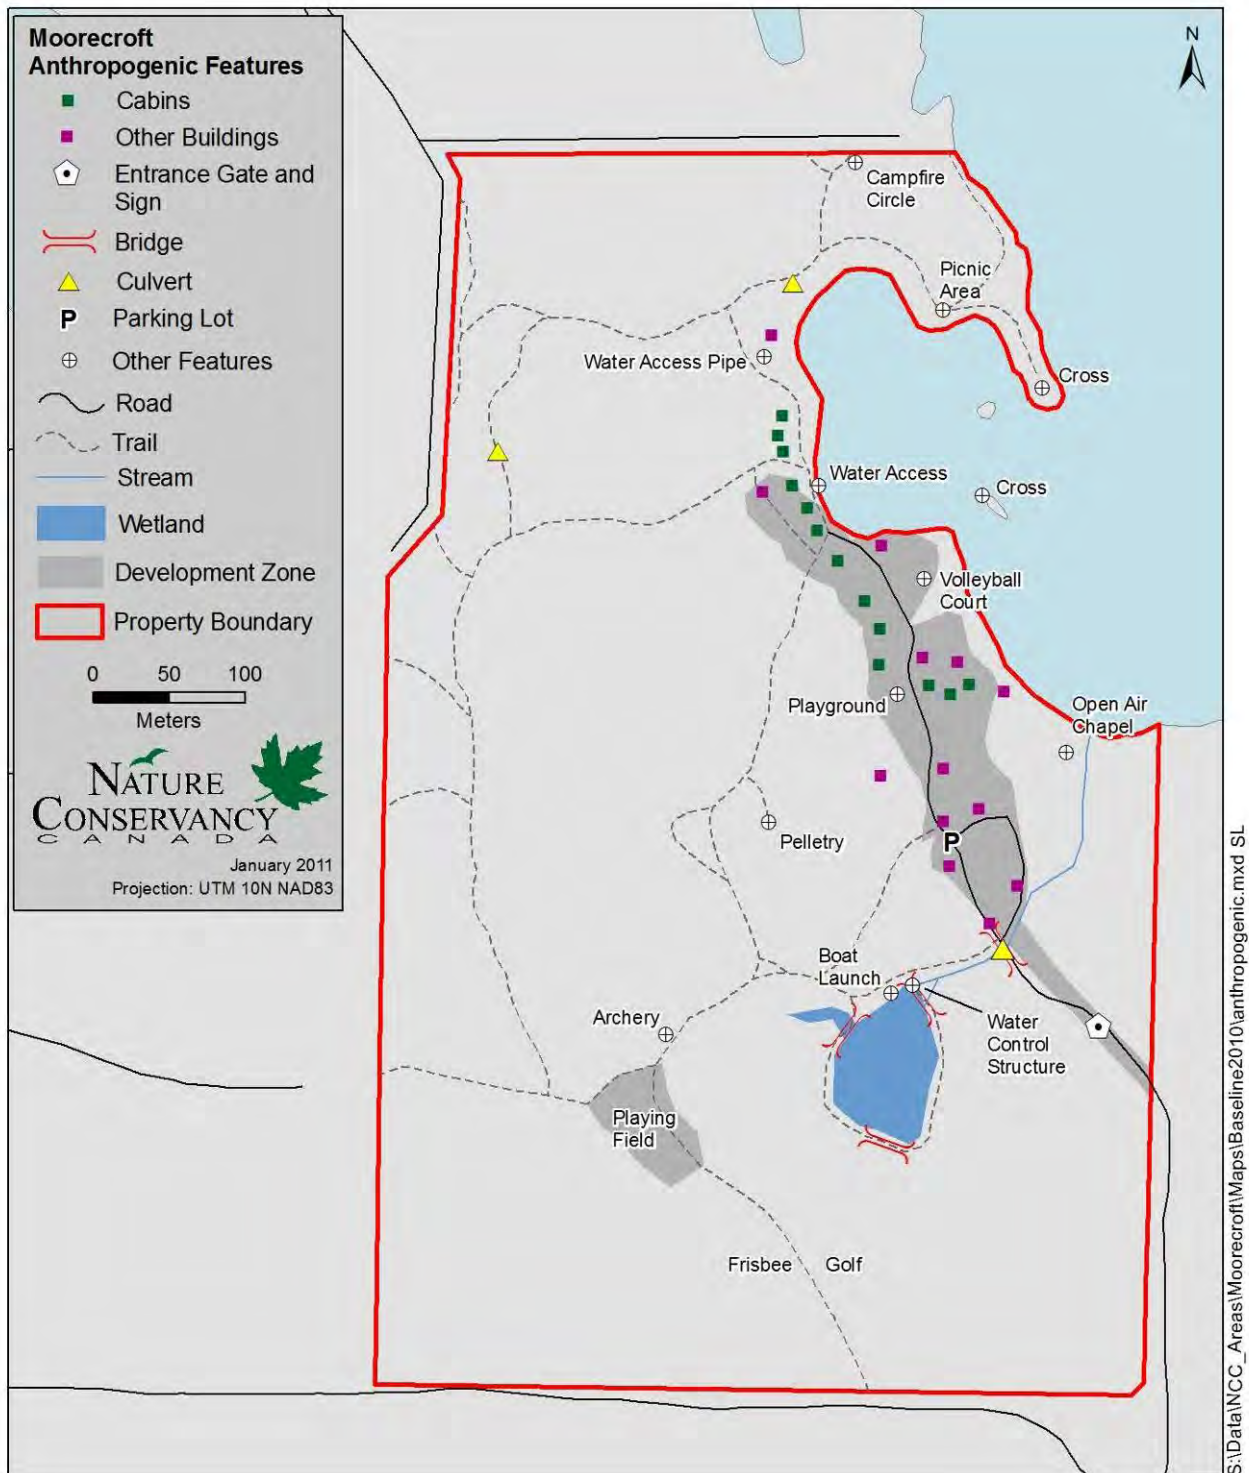 Moorecroft
Anthropogenic Features
Cabins
Other Buildings
Entrance Gate and
Sign
Bridge
Culvert
P Parking Lot
Other Features
Road
Trail
Stream
Wetland
Development Zone
Property Boundary
0 50 100
Meters
NATURE
CONSERVANCY
CANADA
January 2011
Projection: UTM 10N NAD83
N
Campfire
Circle
Picnic
Area
Water Access Pipe
Cross
Water Access
Cross
Volleyball
Court
Playground
Open Air
Chapel
Pelletry
P
Boat
Launch
Archery
Water
Control
Structure
Playing
Field
Frisbee Golf
S:\Data\NCC_Areas\Moorecroft\Maps\Baseline2010\anthropogenic.mxd SL